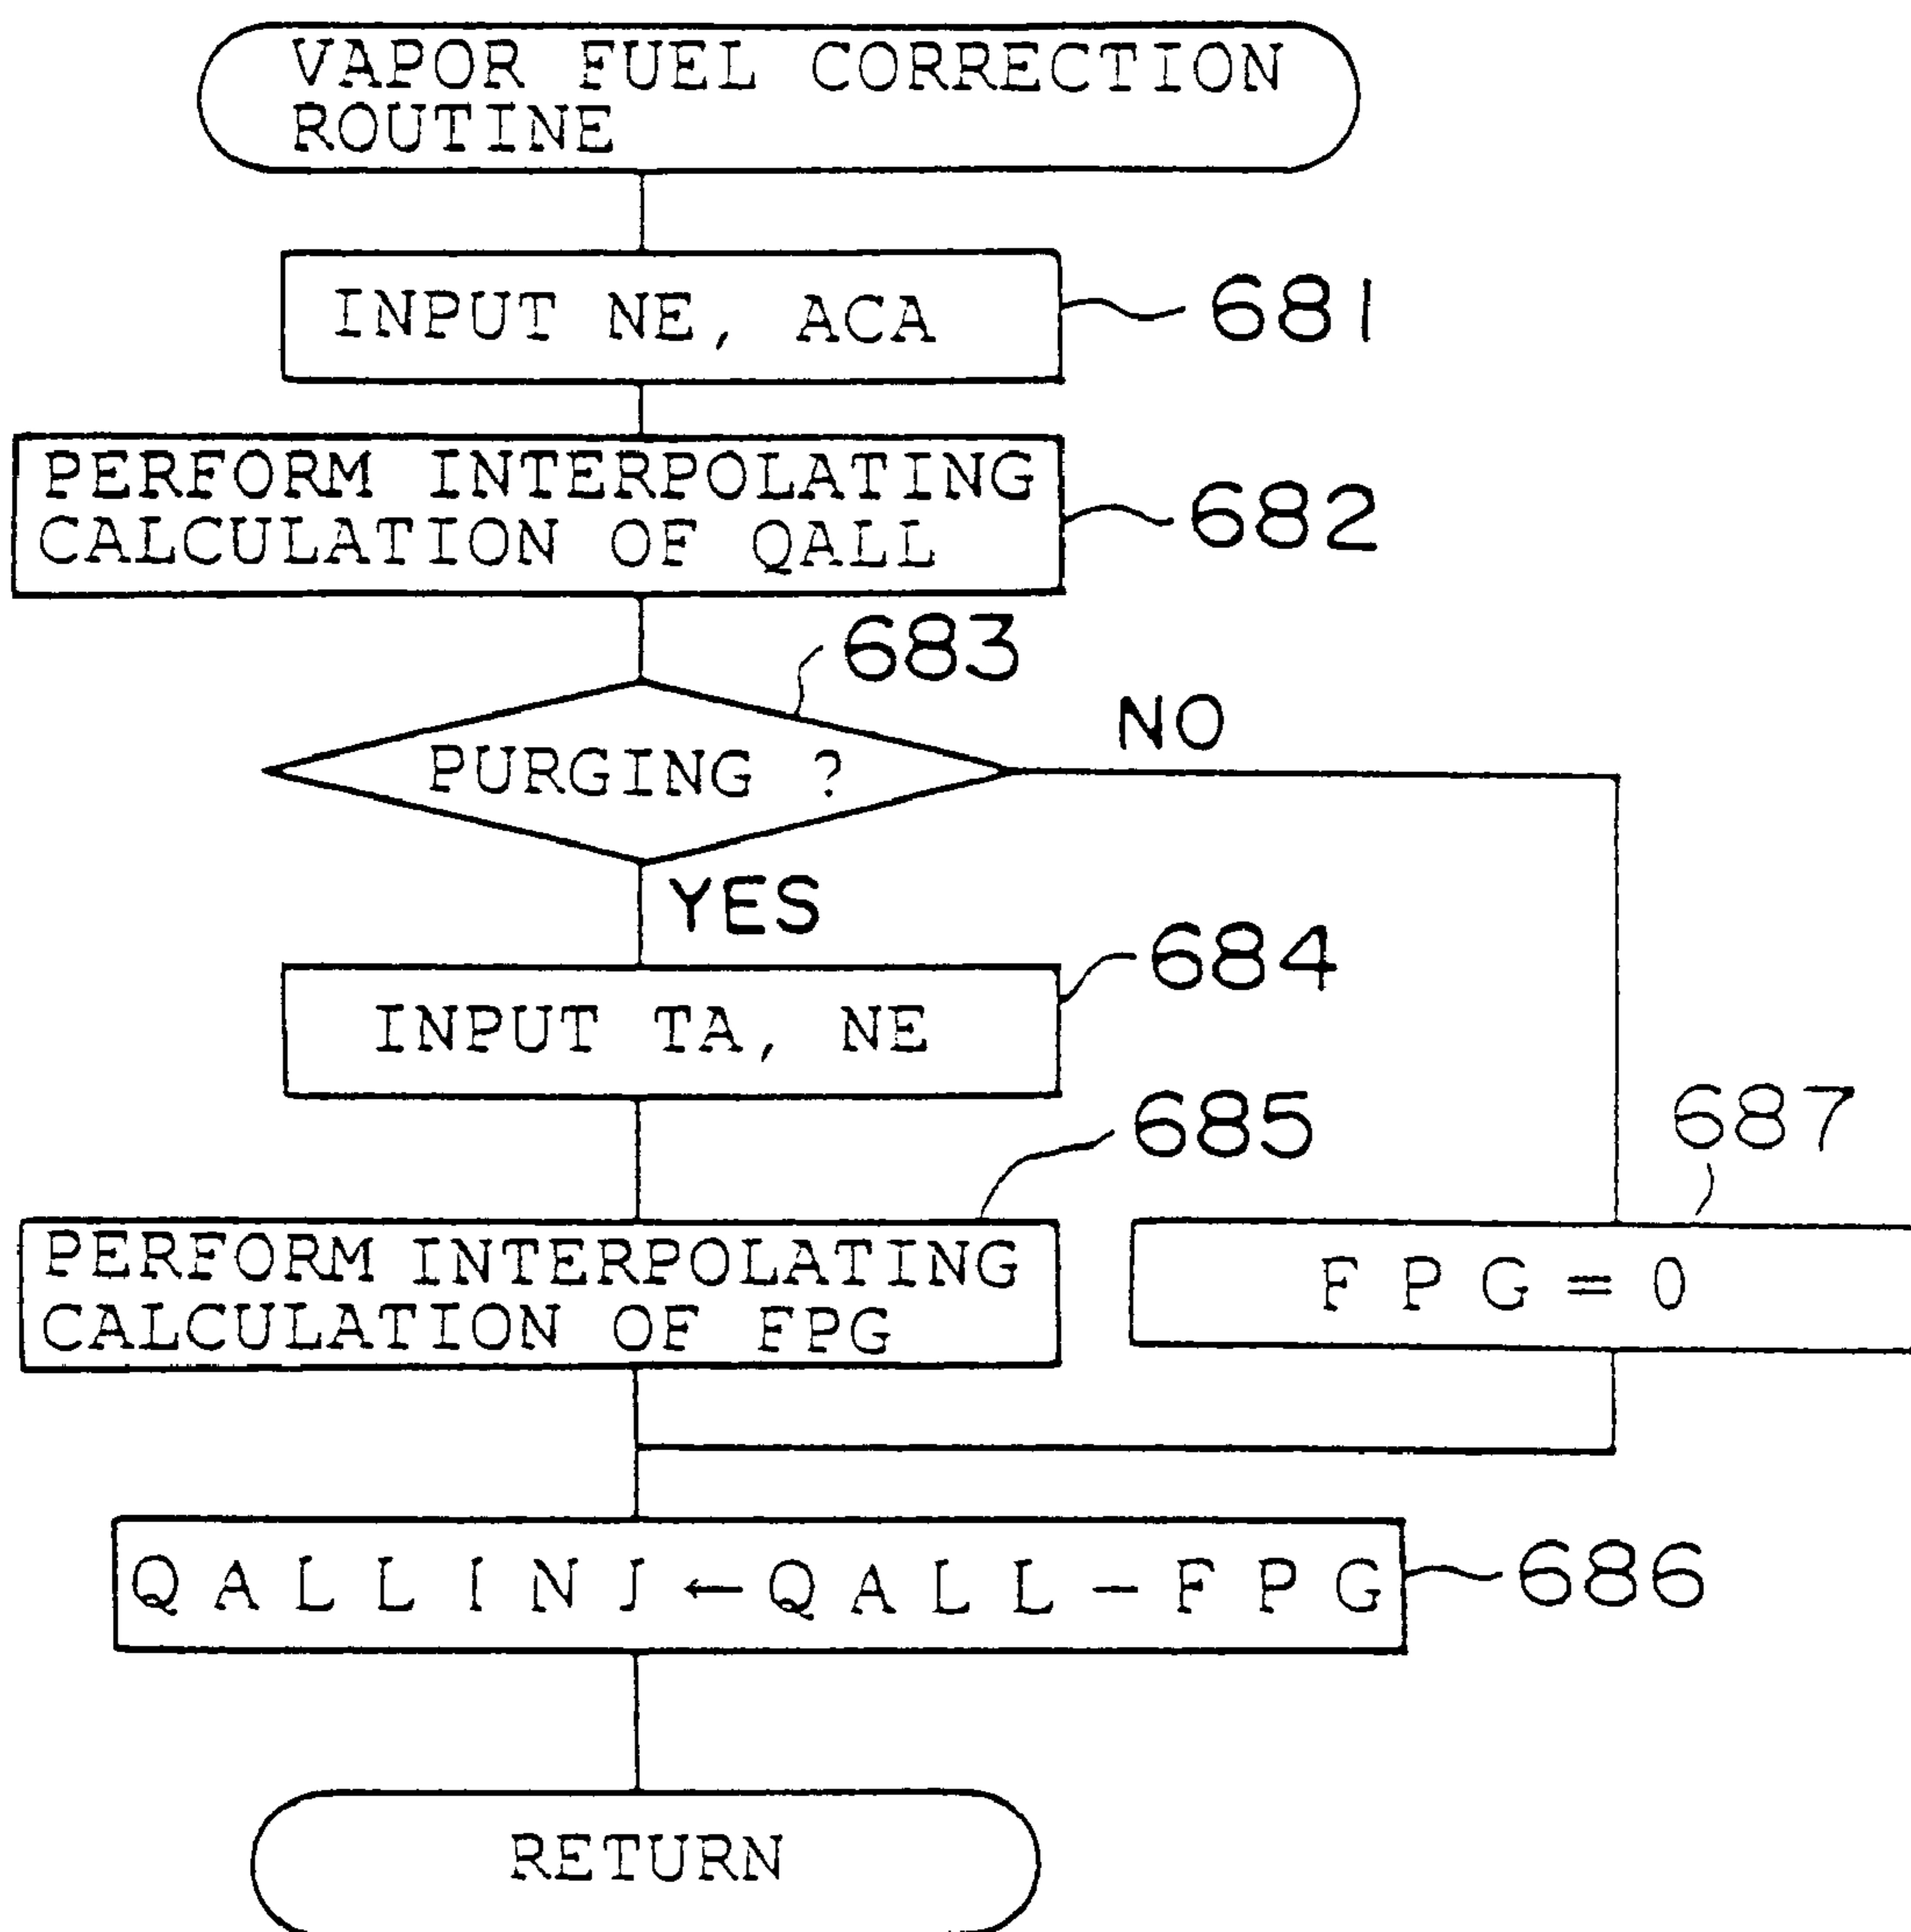 VAPOR FUEL CORRECTION
ROUTINE
INPUT NE, ACA
681
PERFORM INTERPOLATING
CALCULATION OF QALL
682
683
PURGING ?
NO
YES
INPUT TA, NE
684
685
PERFORM INTERPOLATING
CALCULATION OF FPG
687
FPG=0
QALLINJ←QALL-FPG
686
RETURN